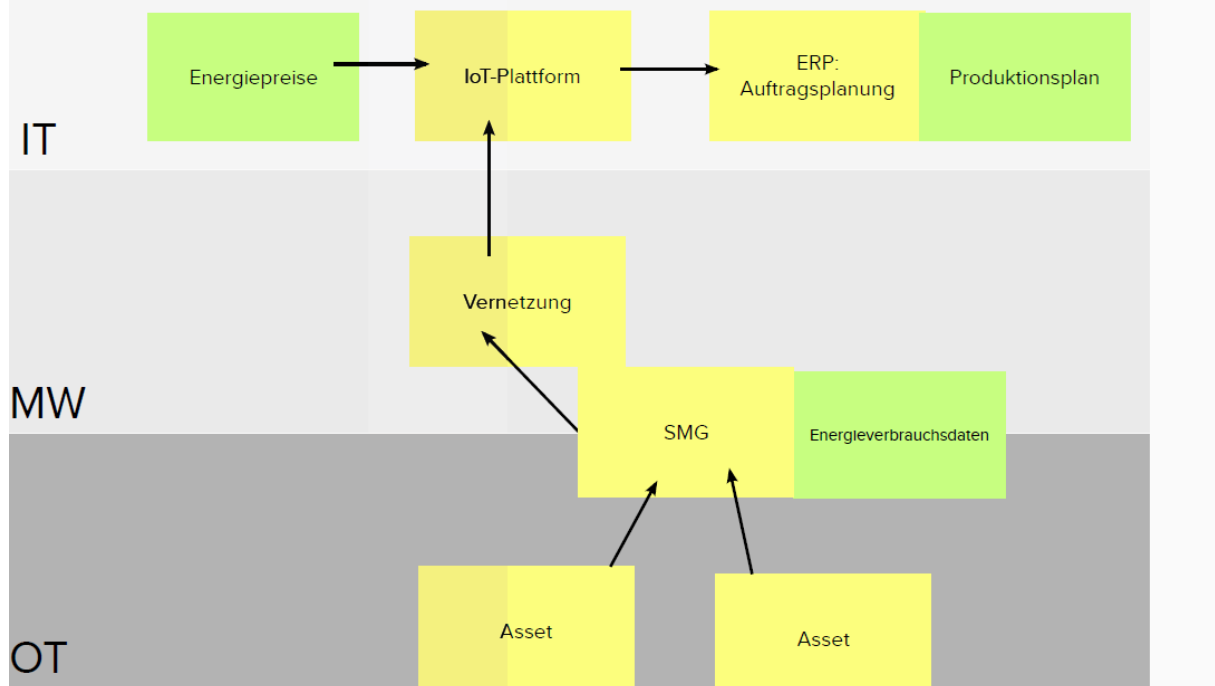 Energiepreise
IoT-Plattform
ERP:
Auftragsplanung
Produktionsplan
IT
Vernetzung
MW
SMG
Energieverbrauchsdaten
Asset
Asset
OT